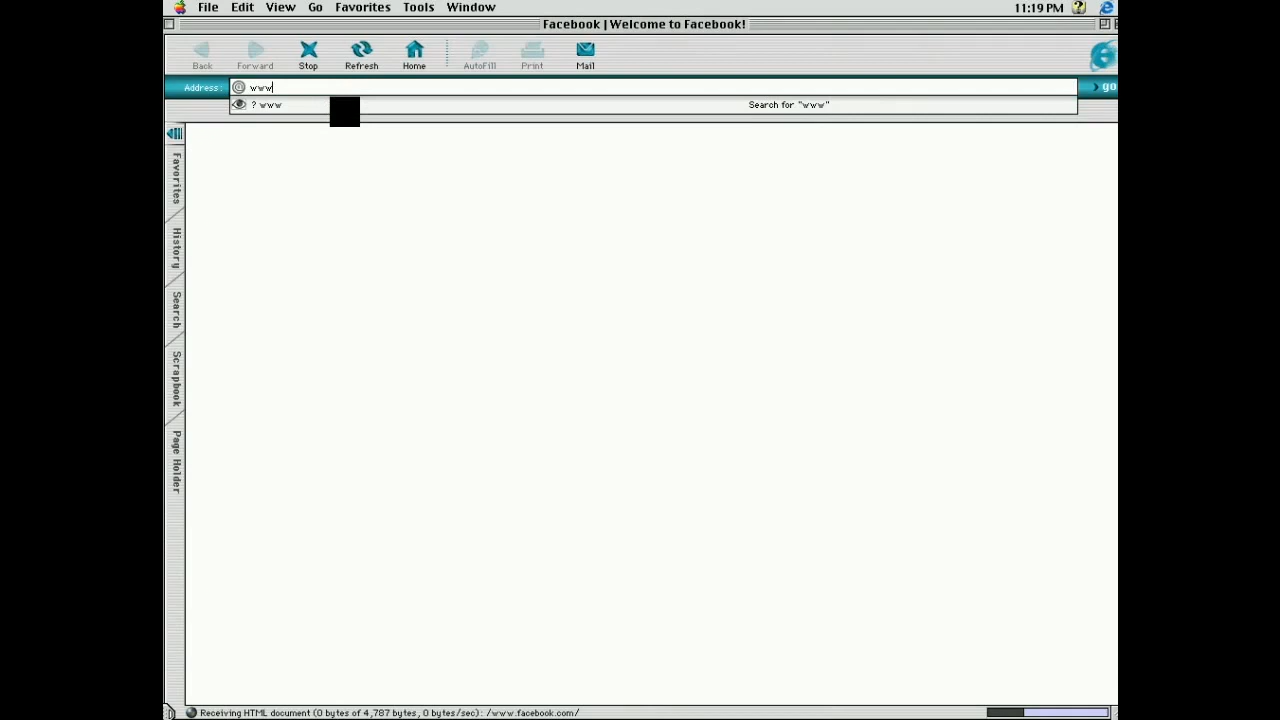 File Edit View Go Favorites Tools Window 11:19 PM
Facebook | Welcome to Facebook!
Back Forward Stop Refresh Home AutoFill Print Mail
Address: @ www go
? www Search for "www"
Favorites
History
Search
Scrapbook
Page Holder
Receiving HTML document (0 bytes of 4,787 bytes, 0 bytes/sec): /www.facebook.com/